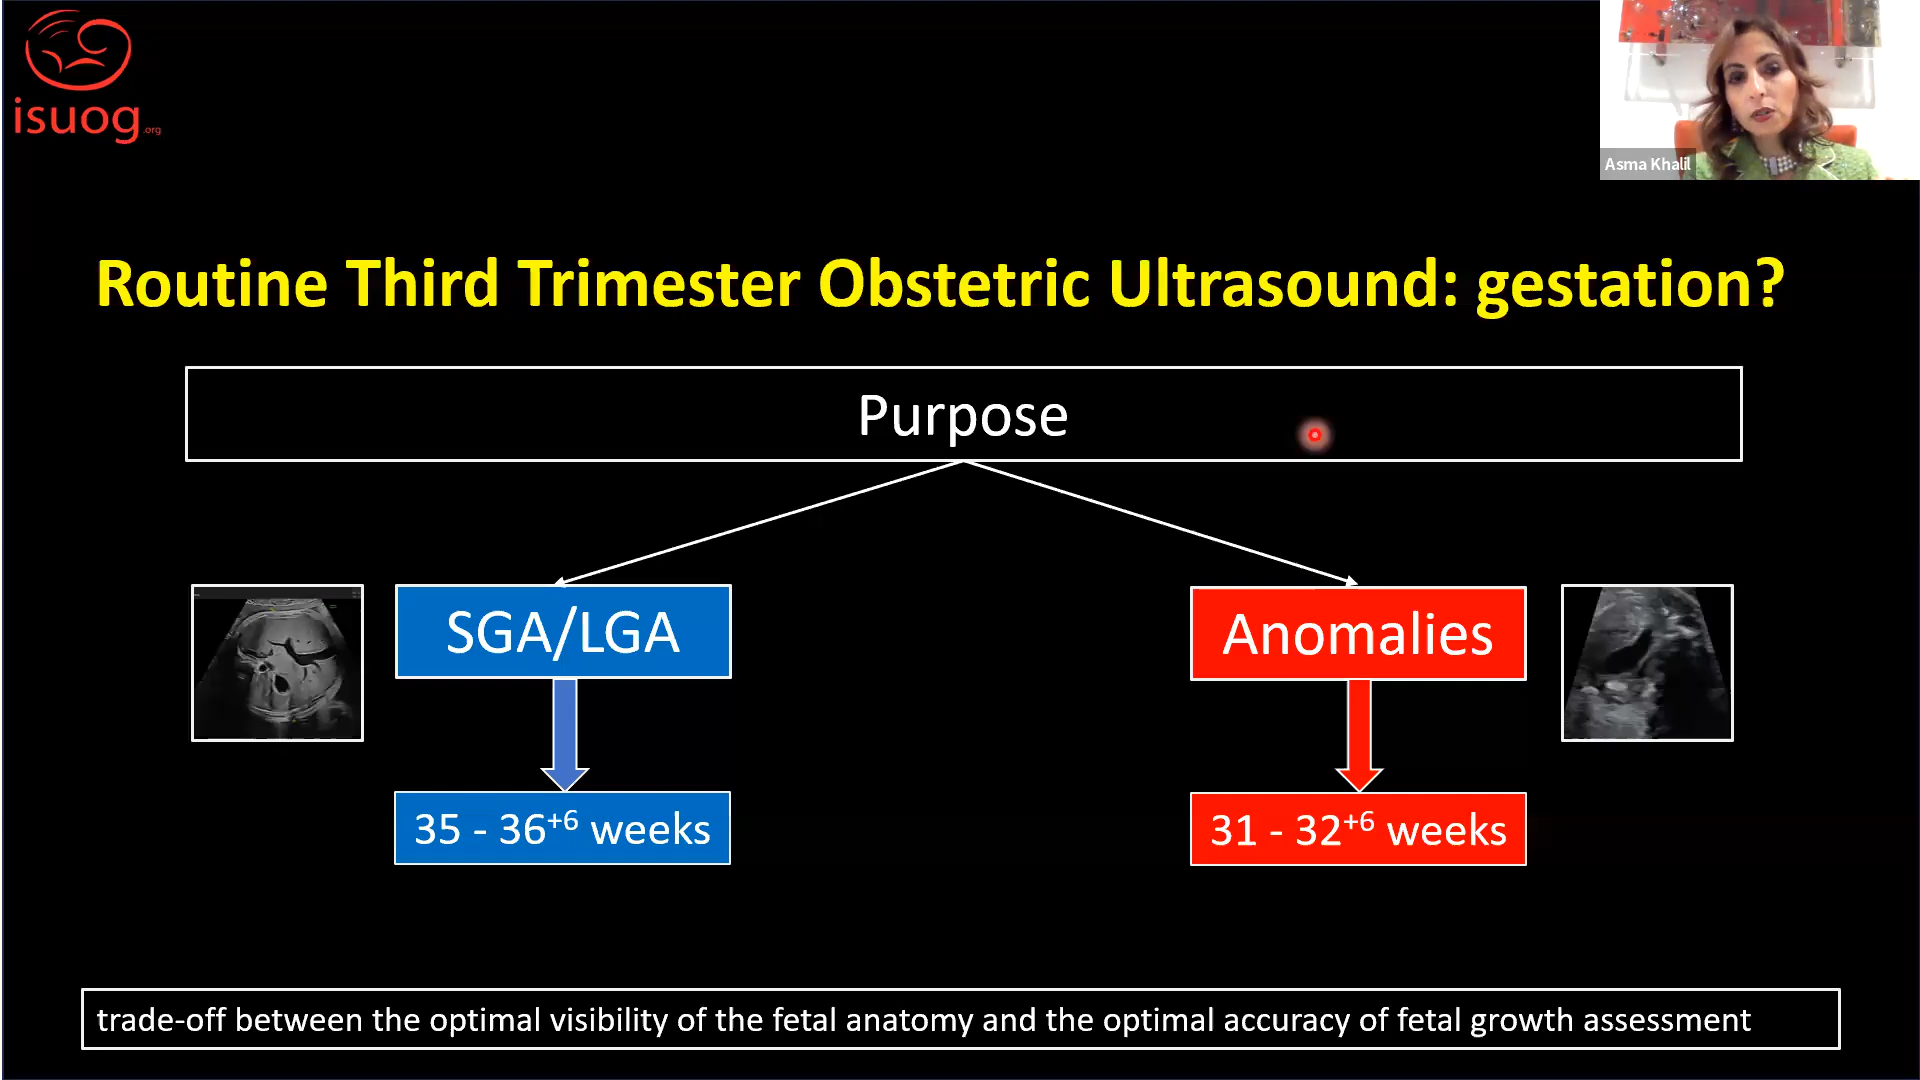 isuog.org
Asma Khalil
Routine Third Trimester Obstetric Ultrasound: gestation?
Purpose
SGA/LGA
Anomalies
35 - 36+6 weeks
31 - 32+6 weeks
trade-off between the optimal visibility of the fetal anatomy and the optimal accuracy of fetal growth assessment